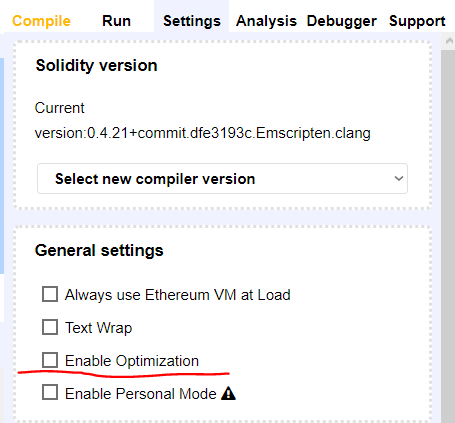 Compile Run Settings Analysis Debugger Support
Solidity version
Current
version:0.4.21+commit.dfe3193c.Emscripten.clang
Select new compiler version
General settings
Always use Ethereum VM at Load
Text Wrap
Enable Optimization
Enable Personal Mode